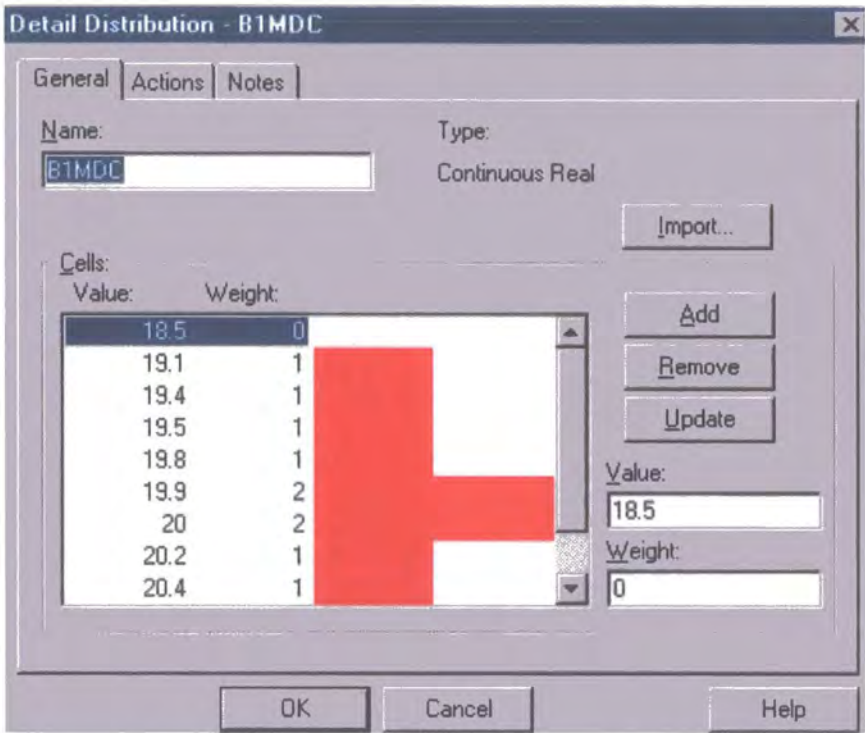 Detail Distribution - B1MDC
General Actions Notes
Name:
Type:
B1MDC
Continuous Real
Import...
Cells:
Value: Weight:
18.5 0
19.1 1
19.4 1
19.5 1
19.8 1
19.9 2
20 2
20.2 1
20.4 1
Add
Remove
Update
Value:
18.5
Weight:
0
OK Cancel Help